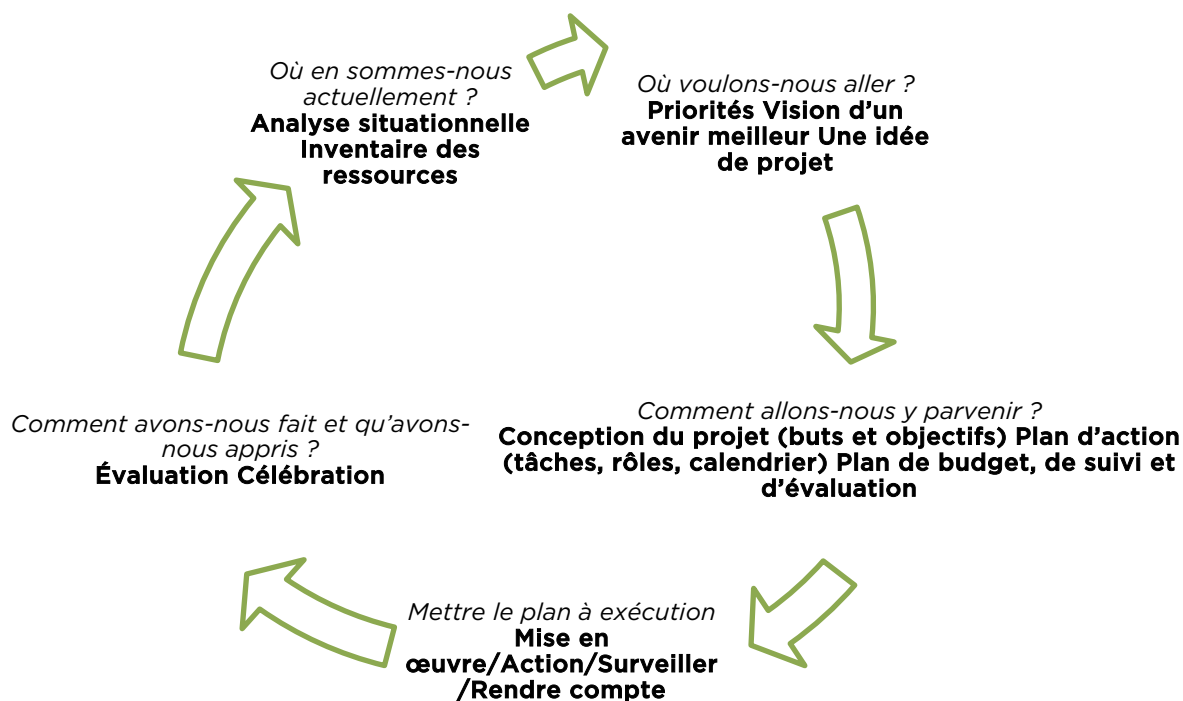 Où en sommes-nous
actuellement ?
Analyse situationnelle
Inventaire des
ressources
Où voulons-nous aller ?
Priorités Vision d’un
avenir meilleur Une idée
de projet
Comment allons-nous y parvenir ?
Conception du projet (buts et objectifs) Plan d’action
(tâches, rôles, calendrier) Plan de budget, de suivi et
d’évaluation
Mettre le plan à exécution
Mise en
œuvre/Action/Surveiller
/Rendre compte
Comment avons-nous fait et qu’avons-
nous appris ?
Évaluation Célébration